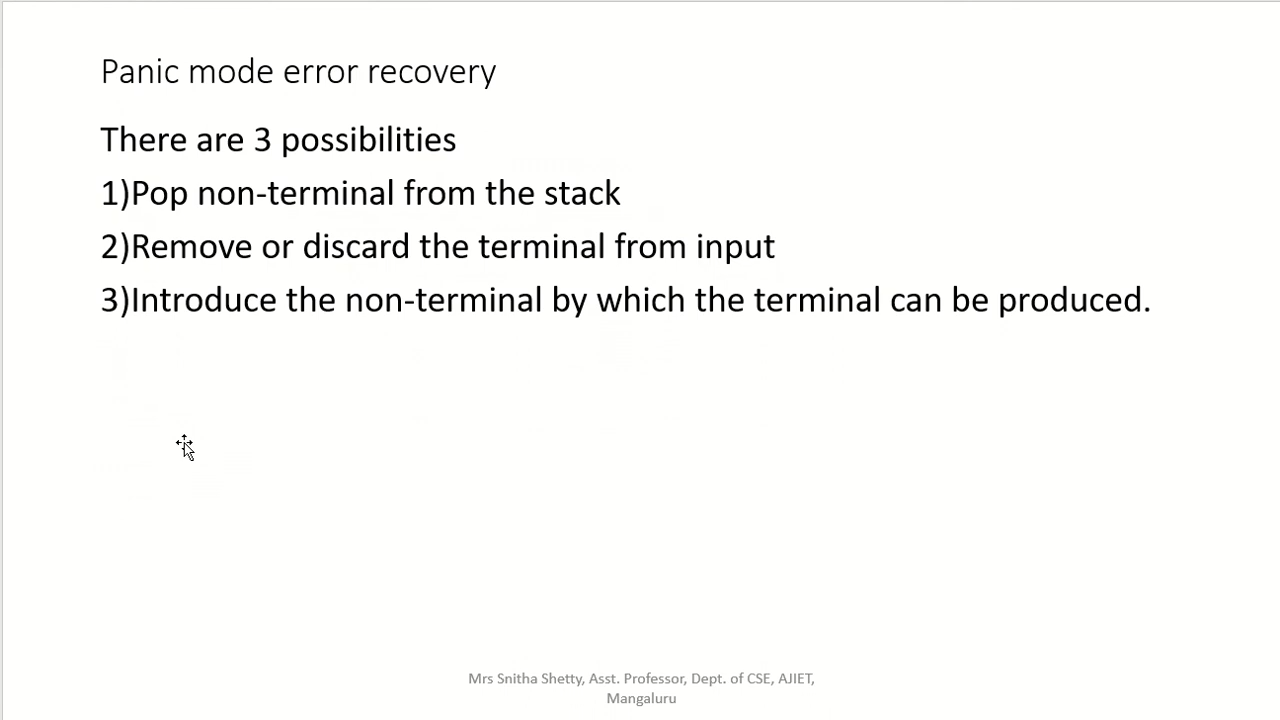 Panic mode error recovery
There are 3 possibilities
1)Pop non-terminal from the stack
2)Remove or discard the terminal from input
3)Introduce the non-terminal by which the terminal can be produced.
Mrs Snitha Shetty, Asst. Professor, Dept. of CSE, AJIET,
Mangaluru